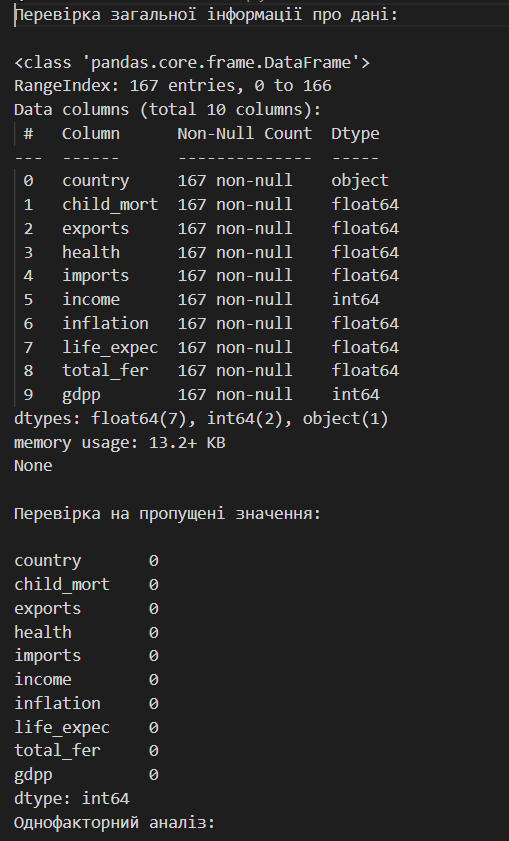 Перевірка загальної інформації про дані:
<class 'pandas.core.frame.DataFrame'>
RangeIndex: 167 entries, 0 to 166
Data columns (total 10 columns):
 #   Column      Non-Null Count  Dtype
---  ------      --------------  -----
 0   country     167 non-null    object
 1   child_mort  167 non-null    float64
 2   exports     167 non-null    float64
 3   health      167 non-null    float64
 4   imports     167 non-null    float64
 5   income      167 non-null    int64
 6   inflation   167 non-null    float64
 7   life_expec  167 non-null    float64
 8   total_fer   167 non-null    float64
 9   gdpp        167 non-null    int64
dtypes: float64(7), int64(2), object(1)
memory usage: 13.2+ KB
None
Перевірка на пропущені значення:
country       0
child_mort    0
exports       0
health        0
imports       0
income        0
inflation     0
life_expec    0
total_fer     0
gdpp          0
dtype: int64
Однофакторний аналіз: